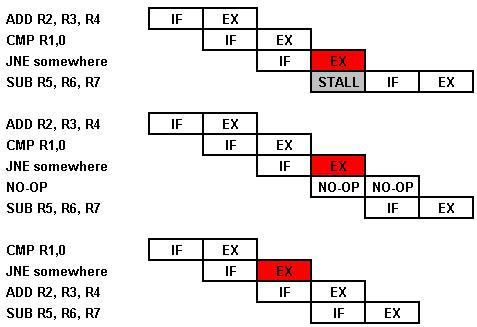 ADD R2, R3, R4 IF EX
CMP R1,0 IF EX
JNE somewhere IF EX
SUB R5, R6, R7 STALL IF EX
ADD R2, R3, R4 IF EX
CMP R1,0 IF EX
JNE somewhere IF EX
NO-OP NO-OP NO-OP
SUB R5, R6, R7 IF EX
CMP R1,0 IF EX
JNE somewhere IF EX
ADD R2, R3, R4 IF EX
SUB R5, R6, R7 IF EX